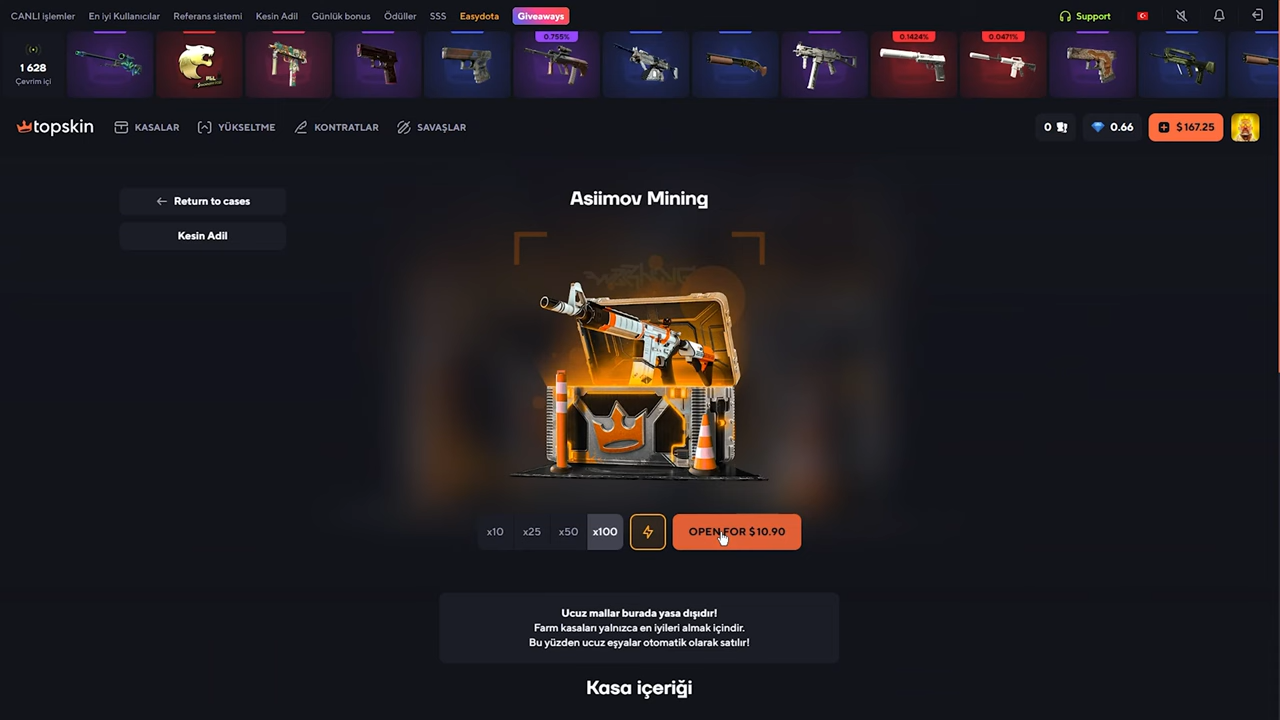 CANLI işlemler En iyi Kullanıcılar Referans sistemi Kesin Adil Günlük bonus Ödüller SSS Easydota Giveaways Support
1 628
Çevrim içi
0.755%
0.1424%
0.0471%
topskin KASALAR YÜKSELTME KONTRATLAR SAVAŞLAR 0 0.66 $167.25
Return to cases
Kesin Adil
Asiimov Mining
WARNING
x10 x25 x50 x100 OPEN FOR $10.90
Ucuz mallar burada yasa dışıdır!
Farm kasaları yalnızca en iyileri almak içindir.
Bu yüzden ucuz eşyalar otomatik olarak satılır!
Kasa içeriği